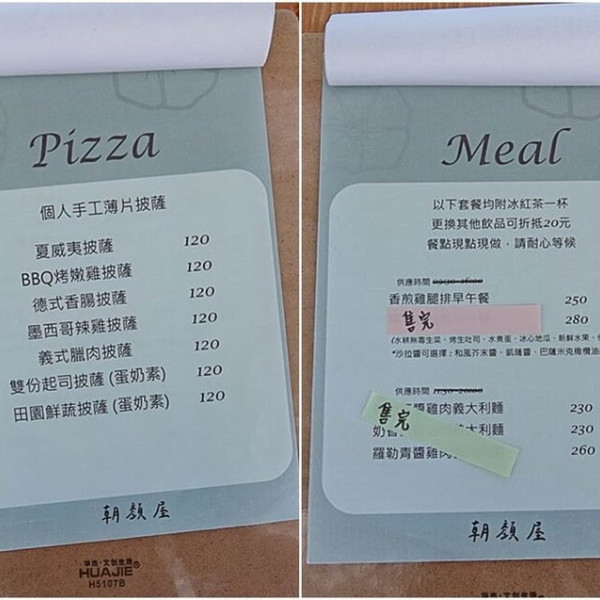 Pizza
個人手工薄片披薩
夏威夷披薩 120
BBQ烤嫩雞披薩 120
德式香腸披薩 120
墨西哥辣雞披薩 120
義式臘肉披薩 120
雙份起司披薩 (蛋奶素) 120
田園鮮蔬披薩 (蛋奶素) 120
朝顏屋
HUAJIE®
H5107B
Meal
以下套餐均附冰紅茶一杯
更換其他飲品可折抵20元
餐點現點現做，請耐心等候
供應時間
香煎雞腿排早午餐 250
售完 280
(水耕無毒生菜、烤生吐司、水煮蛋、冰心地瓜、新鮮水果、
*沙拉醬可選擇：和風芥末醬、凱薩醬、巴薩米克橄欖油
供應時間 11:30-20:00
售完
醬雞肉義大利麵 230
奶 大利麵 230
羅勒青醬雞肉 260
朝顏屋